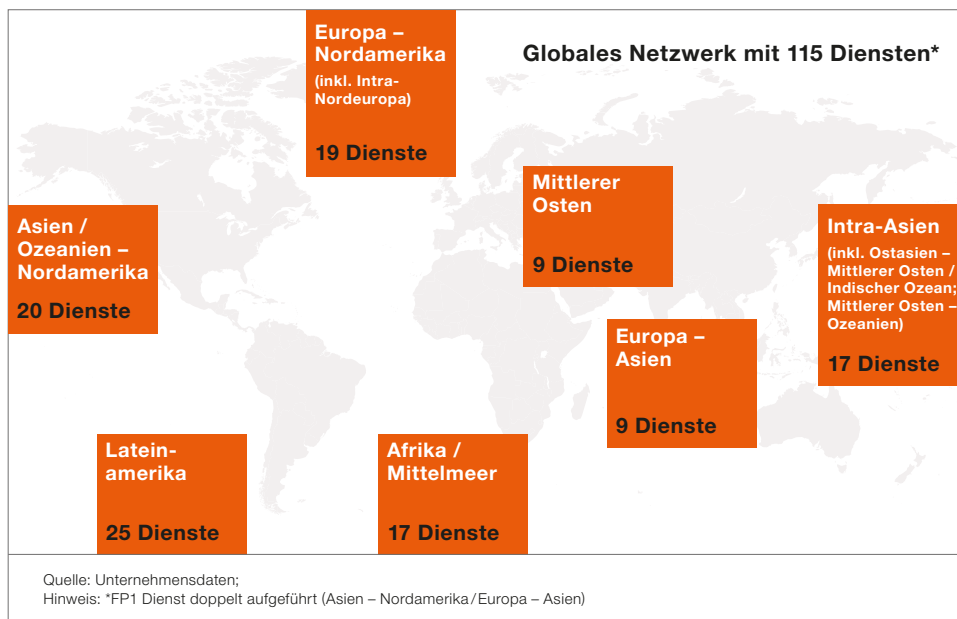 Globales Netzwerk mit 115 Diensten*
Europa –
Nordamerika
(inkl. Intra-
Nordeuropa)
19 Dienste
Mittlerer
Osten
9 Dienste
Asien /
Ozeanien –
Nordamerika
20 Dienste
Intra-Asien
(inkl. Ostasien –
Mittlerer Osten /
Indischer Ozean;
Mittlerer Osten –
Ozeanien)
17 Dienste
Europa –
Asien
9 Dienste
Latein-
amerika
25 Dienste
Afrika /
Mittelmeer
17 Dienste
Quelle: Unternehmensdaten;
Hinweis: *FP1 Dienst doppelt aufgeführt (Asien – Nordamerika/Europa – Asien)